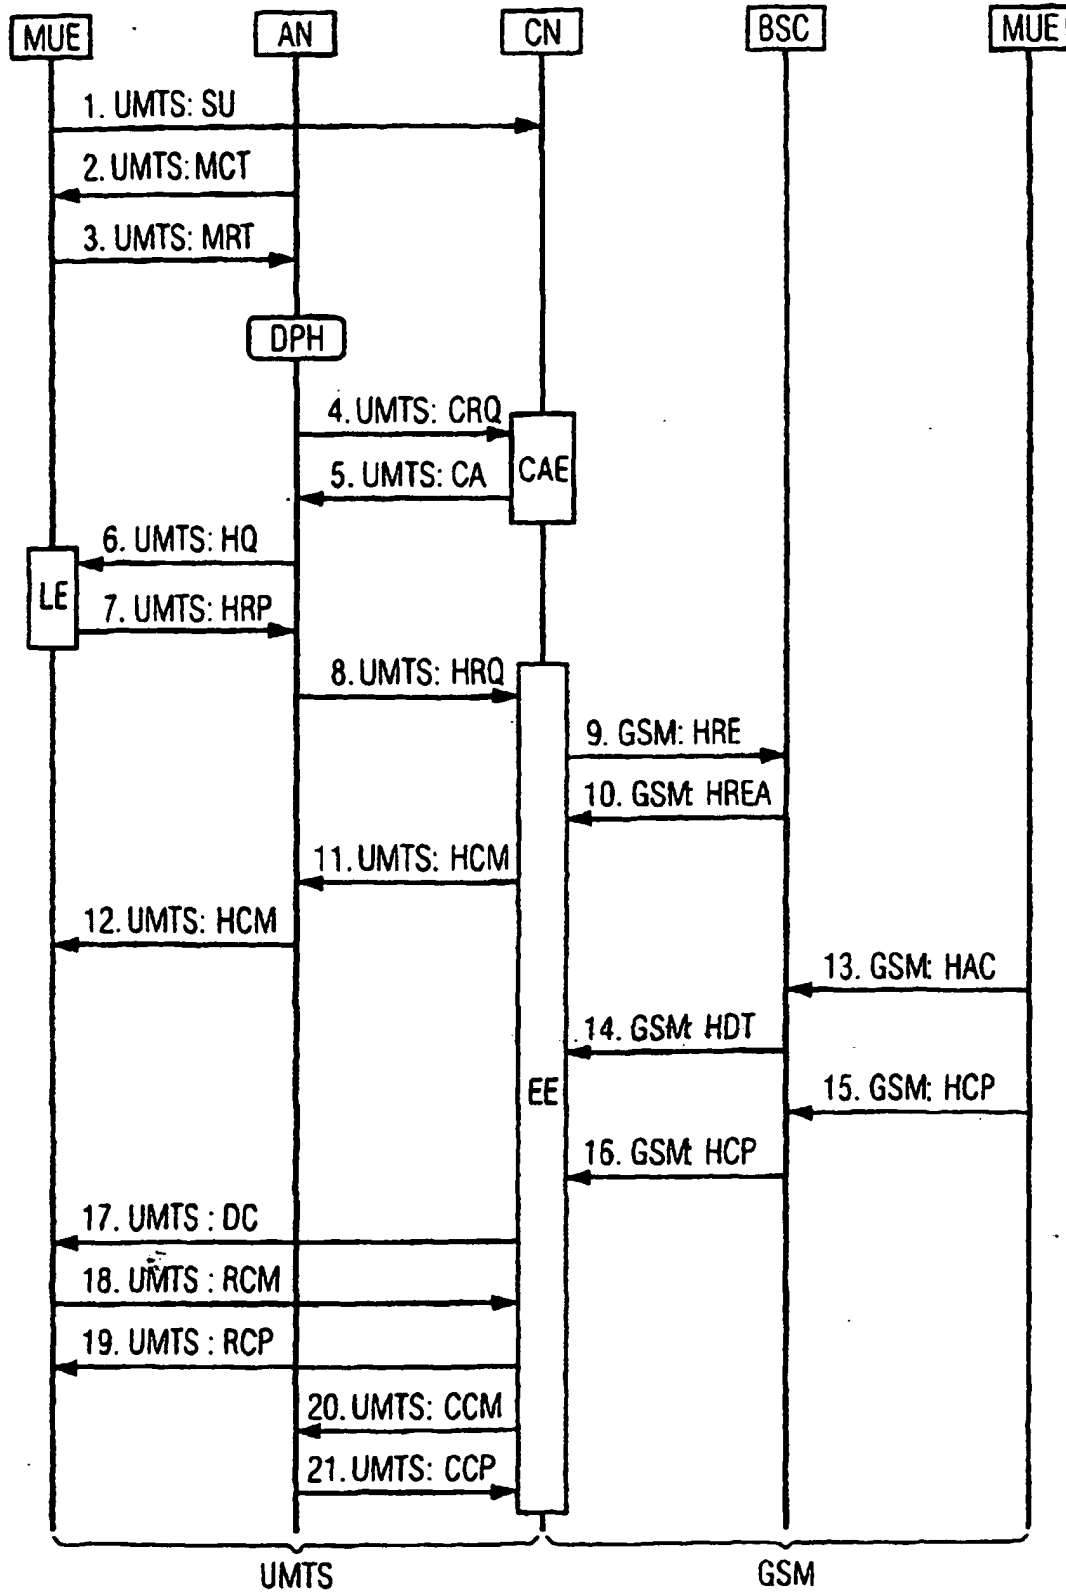 MUE AN CN BSC MUE
1. UMTS: SU
2. UMTS: MCT
3. UMTS: MRT
DPH
4. UMTS: CRQ
CAE
5. UMTS: CA
6. UMTS: HQ
LE
7. UMTS: HRP
8. UMTS: HRQ
9. GSM: HRE
10. GSM: HREA
11. UMTS: HCM
12. UMTS: HCM
13. GSM: HAC
14. GSM: HDT
EE
15. GSM: HCP
16. GSM: HCP
17. UMTS : DC
18. UMTS : RCM
19. UMTS : RCP
20. UMTS: CCM
21. UMTS: CCP
UMTS GSM